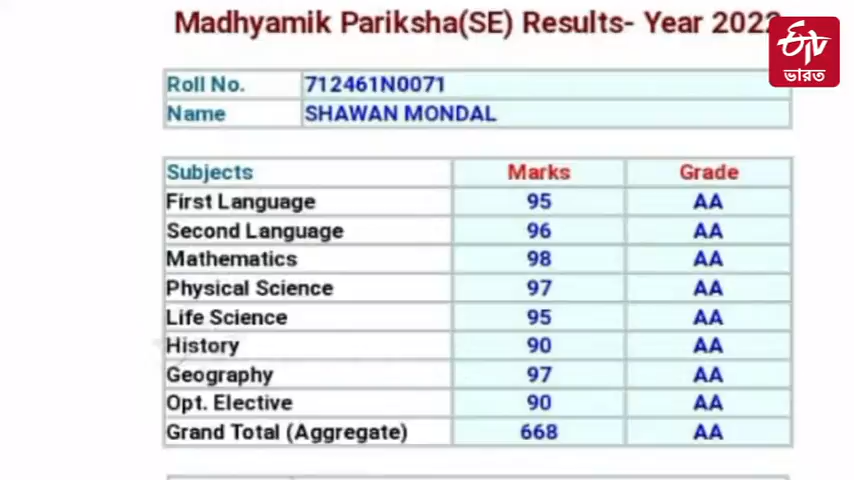 Madhyamik Pariksha(SE) Results- Year 2022
ETV
ভারত
Roll No. 712461N0071
Name SHAWAN MONDAL
Subjects Marks Grade
First Language 95 AA
Second Language 96 AA
Mathematics 98 AA
Physical Science 97 AA
Life Science 95 AA
History 90 AA
Geography 97 AA
Opt. Elective 90 AA
Grand Total (Aggregate) 668 AA